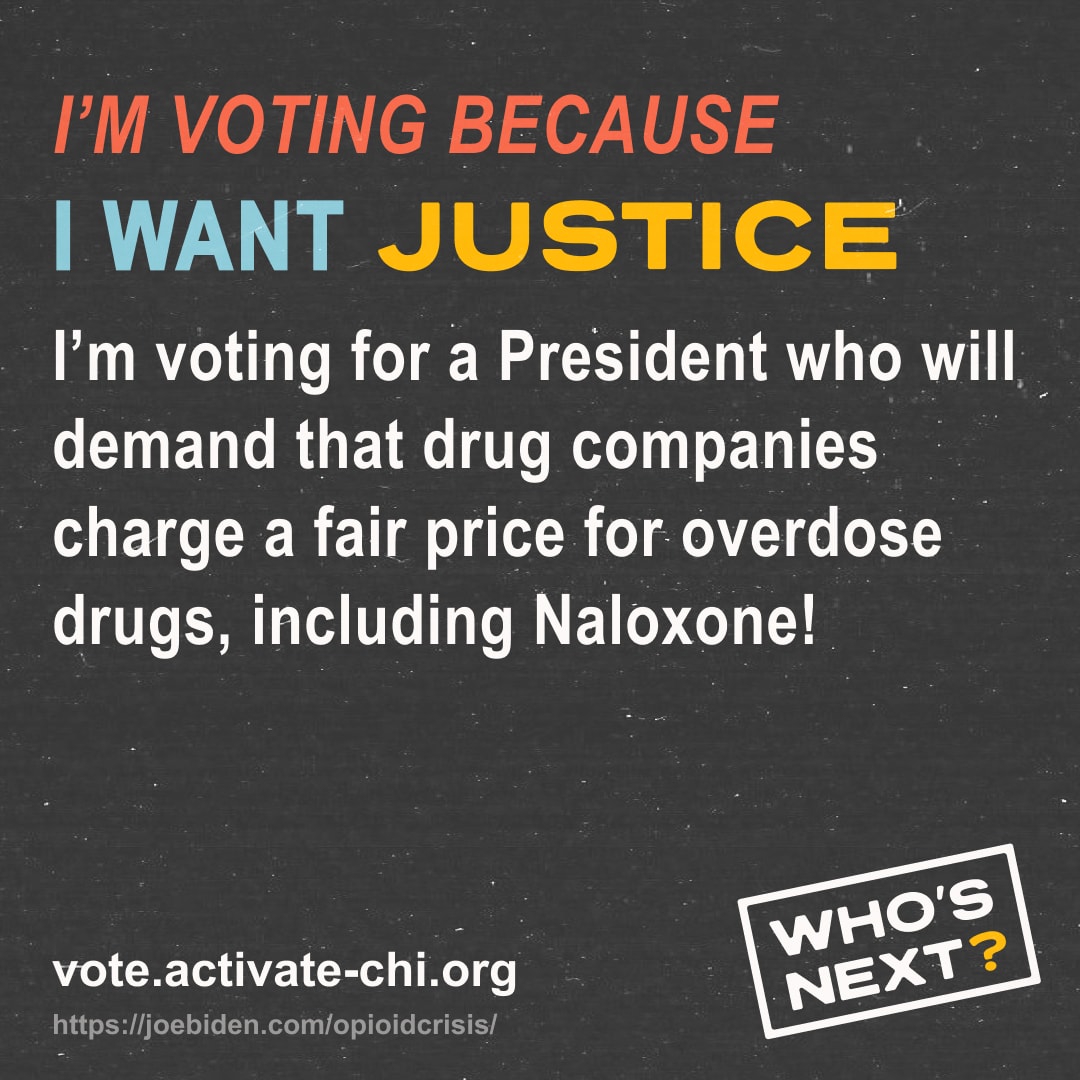 I’M VOTING BECAUSE
I WANT JUSTICE
I’m voting for a President who will
demand that drug companies
charge a fair price for overdose
drugs, including Naloxone!
WHO’S
NEXT?
vote.activate-chi.org
https://joebiden.com/opioidcrisis/